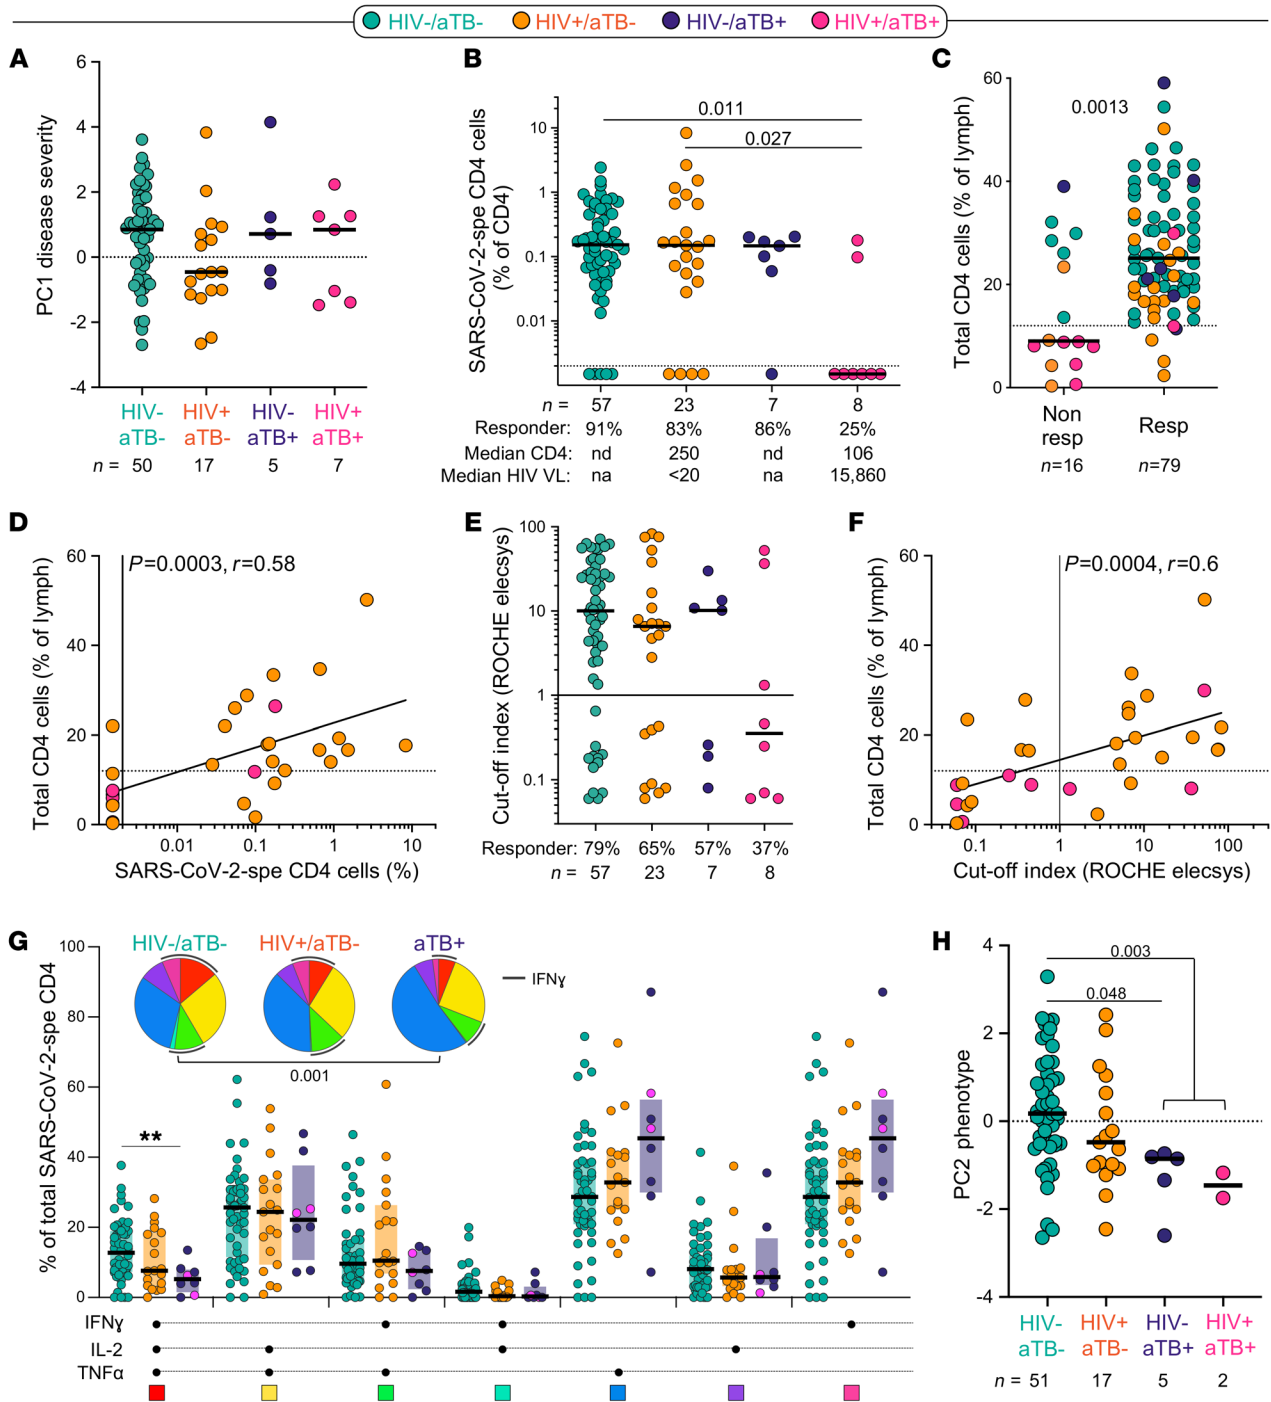 HIV-/aTB- HIV+/aTB- HIV-/aTB+ HIV+/aTB+
A
PC1 disease severity
6
4
2
0
-2
-4
HIV- HIV+ HIV- HIV+
aTB- aTB- aTB+ aTB+
n = 50 17 5 7
B
SARS-CoV-2-spe CD4 cells
(% of CD4)
0.011
0.027
10
1
0.1
0.01
n = 57 23 7 8
Responder: 91% 83% 86% 25%
Median CD4: nd 250 nd 106
Median HIV VL: na <20 na 15,860
C
Total CD4 cells (% of lymph)
0.0013
60
40
20
0
Non
resp
Resp
n=16 n=79
D
Total CD4 cells (% of lymph)
P=0.0003, r=0.58
60
40
20
0
0.01 0.1 1 10
SARS-CoV-2-spe CD4 cells (%)
E
Cut-off index (ROCHE elecsys)
100
10
1
0.1
Responder: 79% 65% 57% 37%
n = 57 23 7 8
F
Total CD4 cells (% of lymph)
P=0.0004, r=0.6
60
40
20
0
0.1 1 10 100
Cut-off index (ROCHE elecsys)
G
% of total SARS-CoV-2-spe CD4
HIV-/aTB- HIV+/aTB- aTB+
IFNɣ
0.001
**
100
80
60
40
20
0
IFNɣ
IL-2
TNFα
H
PC2 phenotype
0.003
0.048
4
2
0
-2
-4
HIV- HIV+ HIV- HIV+
aTB- aTB- aTB+ aTB+
n = 51 17 5 2